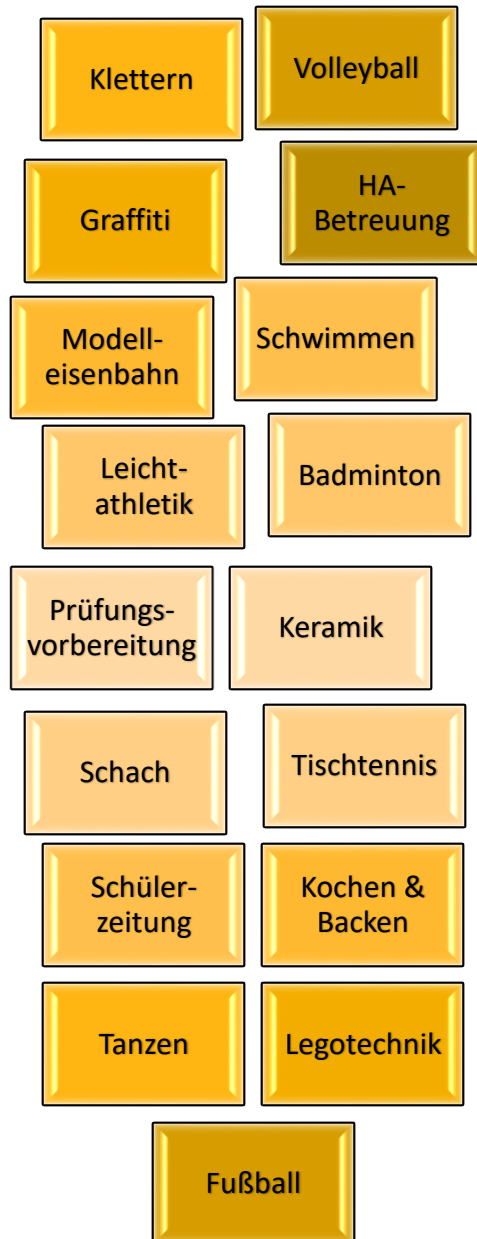 Klettern
Volleyball
Graffiti
HA-
Betreuung
Modell-
eisenbahn
Schwimmen
Leicht-
athletik
Badminton
Prüfungs-
vorbereitung
Keramik
Schach
Tischtennis
Schüler-
zeitung
Kochen &
Backen
Tanzen
Legotechnik
Fußball